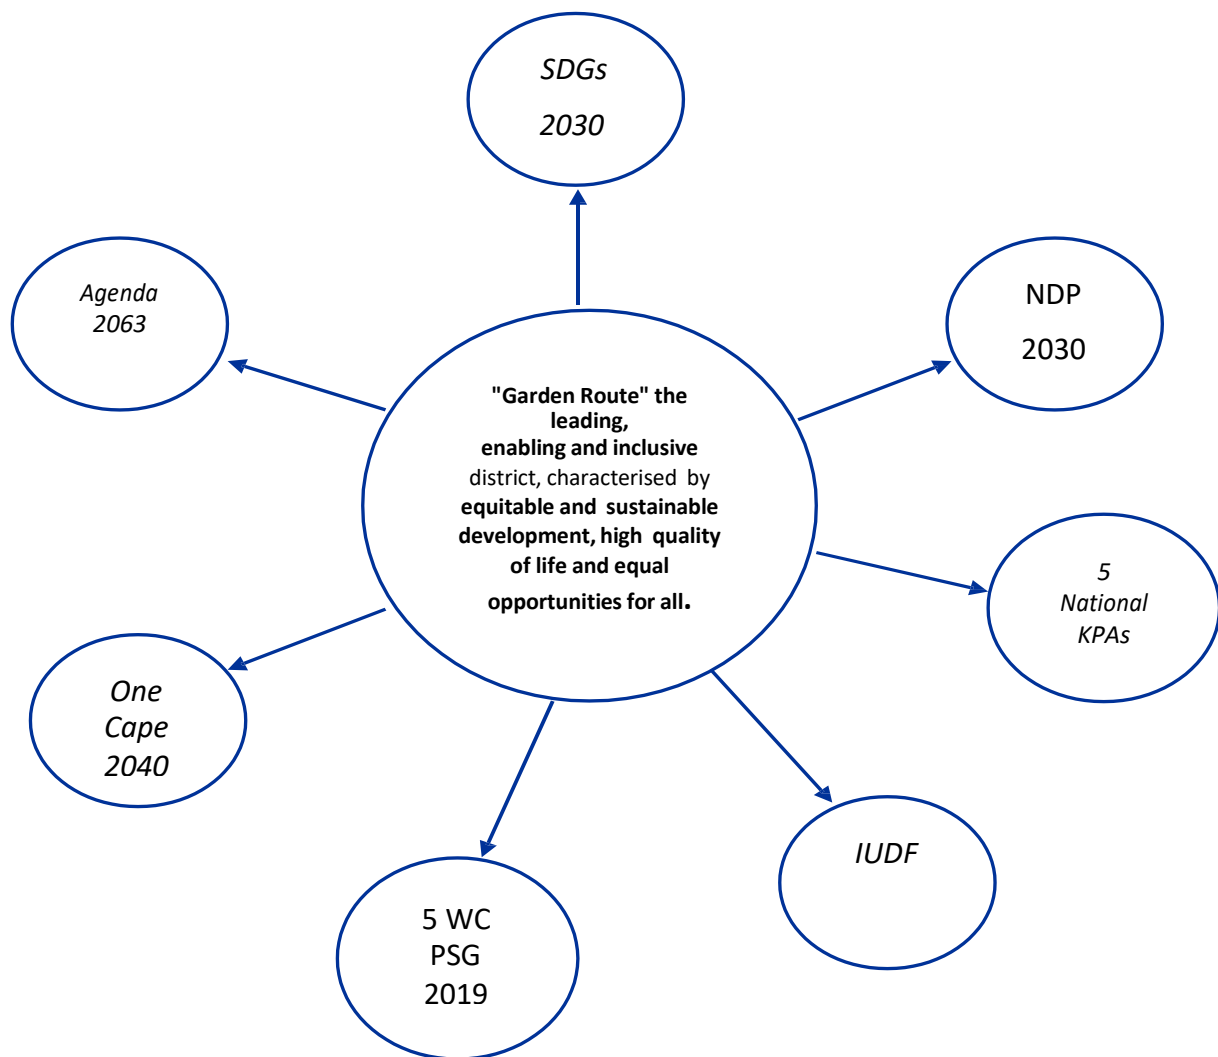 SDGs
2030
Agenda
2063
NDP
2030
"Garden Route" the
leading,
enabling and inclusive
district, characterised by
equitable and sustainable
development, high quality
of life and equal
opportunities for all.
5
National
KPAs
One
Cape
2040
IUDF
5 WC
PSG
2019